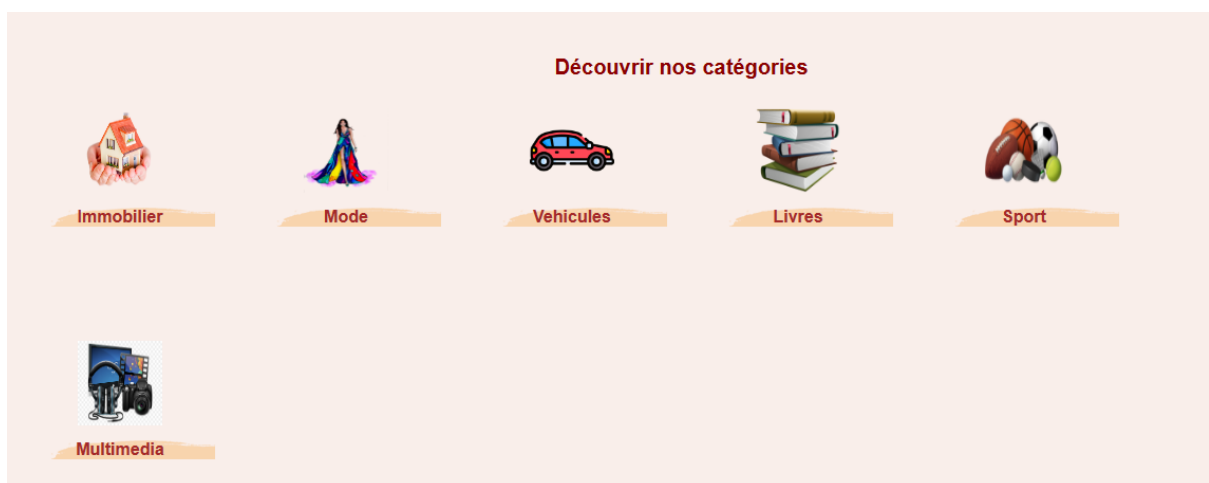 Découvrir nos catégories
Immobilier
Mode
Vehicules
Livres
Sport
Multimedia